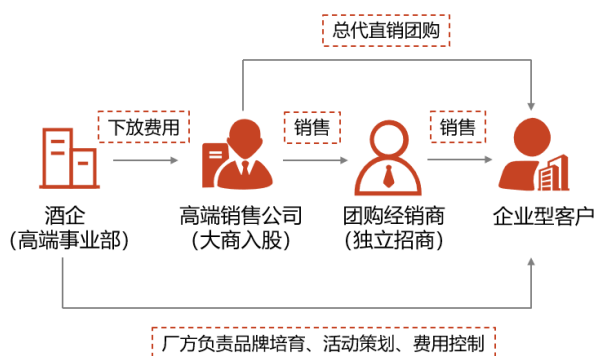 总代直销团购
下放费用
销售
销售
酒企
（高端事业部）
高端销售公司
（大商入股）
团购经销商
（独立招商）
企业型客户
厂方负责品牌培育、活动策划、费用控制